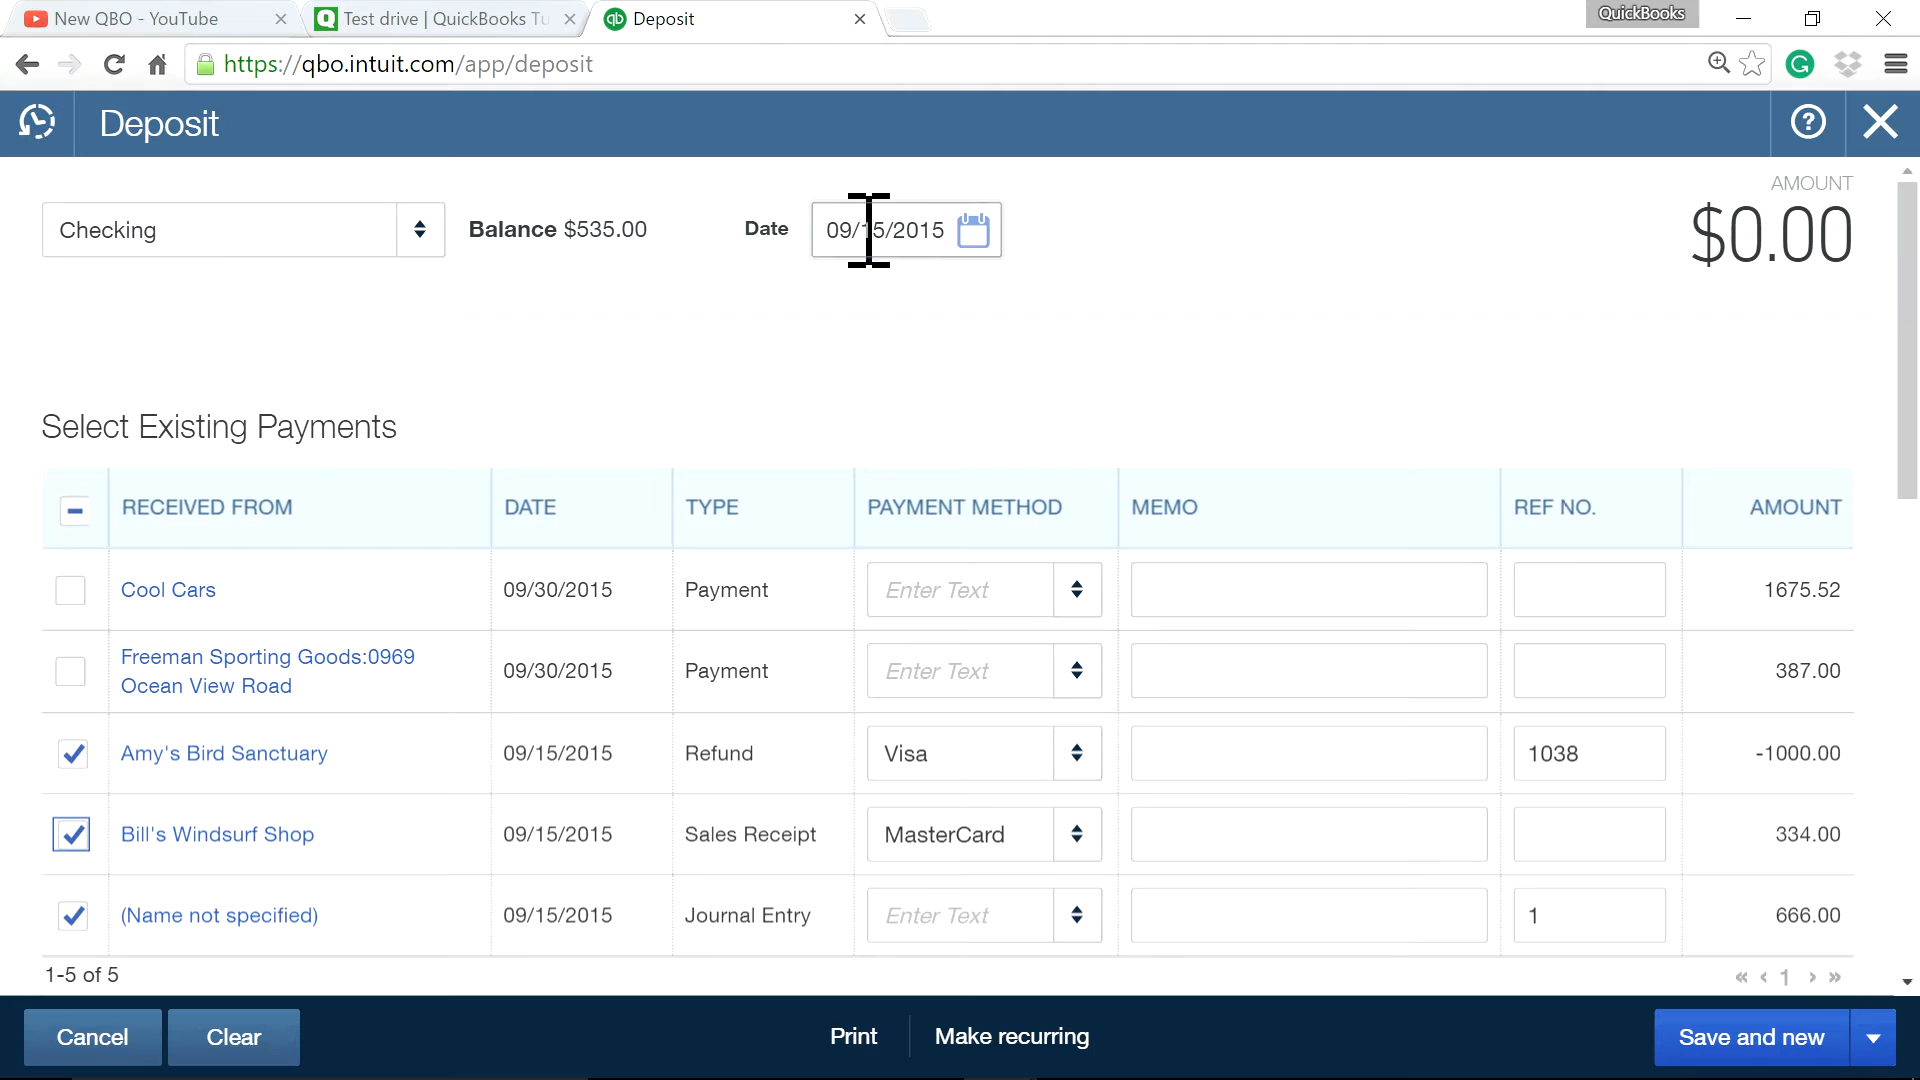 New QBO - YouTube
Test drive | QuickBooks Tu
Deposit
QuickBooks
https://qbo.intuit.com/app/deposit
Deposit
AMOUNT
$0.00
Checking
Balance $535.00
Date
09/15/2015
Select Existing Payments
RECEIVED FROM DATE TYPE PAYMENT METHOD MEMO REF NO. AMOUNT
Cool Cars 09/30/2015 Payment Enter Text 1675.52
Freeman Sporting Goods:0969
Ocean View Road
09/30/2015 Payment Enter Text 387.00
Amy's Bird Sanctuary 09/15/2015 Refund Visa 1038 -1000.00
Bill's Windsurf Shop 09/15/2015 Sales Receipt MasterCard 334.00
(Name not specified) 09/15/2015 Journal Entry Enter Text 1 666.00
1-5 of 5
« ‹ 1 › »
Cancel
Clear
Print
Make recurring
Save and new